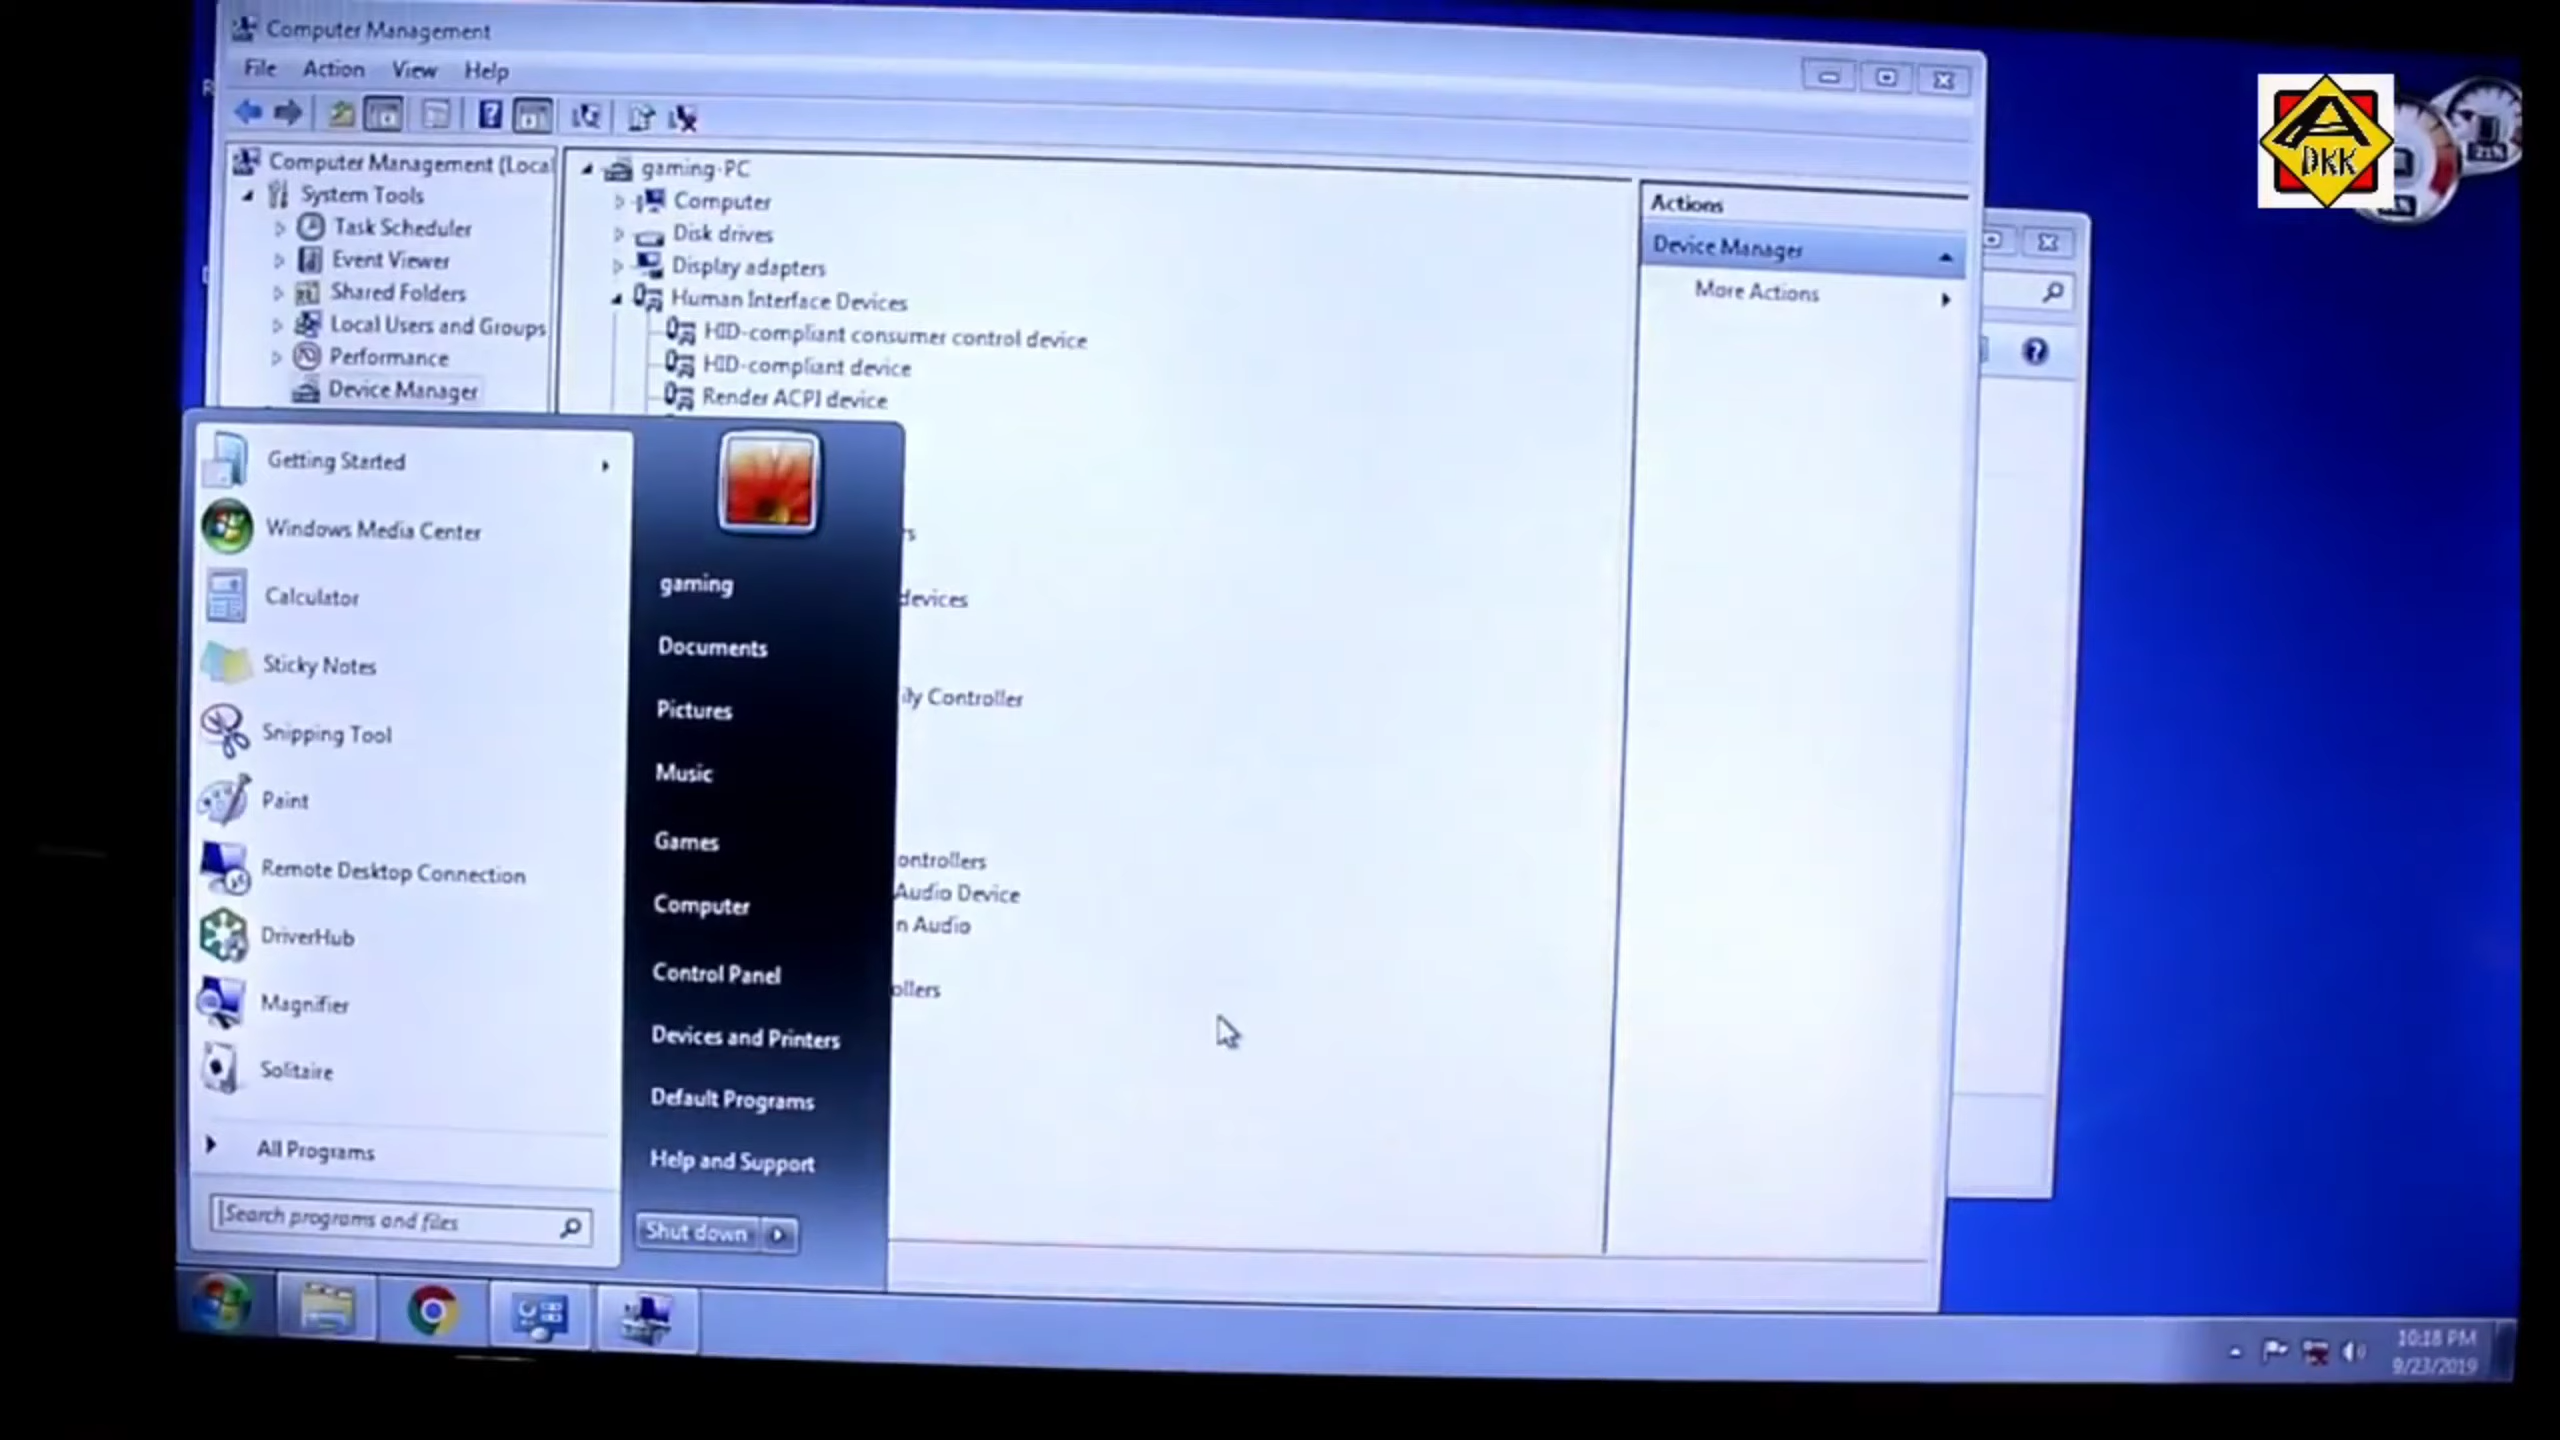 Computer Management
File Action View Help
Computer Management (Local
System Tools
Task Scheduler
Event Viewer
Shared Folders
Local Users and Groups
Performance
Device Manager
gaming-PC
Computer
Disk drives
Display adapters
Human Interface Devices
HID-compliant consumer control device
HID-compliant device
Render ACPI device
rs
devices
ily Controller
ontrollers
Audio Device
n Audio
ollers
Actions
Device Manager
More Actions
A
DKK
21%
Getting Started
Windows Media Center
Calculator
Sticky Notes
Snipping Tool
Paint
Remote Desktop Connection
DriverHub
Magnifier
Solitaire
All Programs
Search programs and files
gaming
Documents
Pictures
Music
Games
Computer
Control Panel
Devices and Printers
Default Programs
Help and Support
Shut down
10:18 PM
9/23/2019